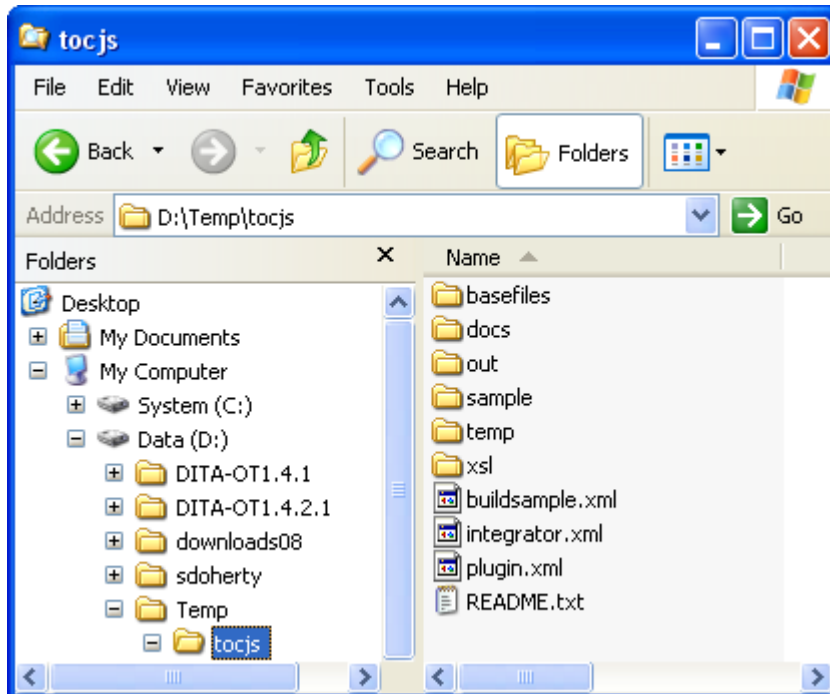 tocjs
File Edit View Favorites Tools Help
Back Search Folders
Address D:\Temp\tocjs Go
Folders
Desktop
My Documents
My Computer
System (C:)
Data (D:)
DITA-OT1.4.1
DITA-OT1.4.2.1
downloads08
sdoherty
Temp
tocjs
Name
basefiles
docs
out
sample
temp
xsl
buildsample.xml
integrator.xml
plugin.xml
README.txt